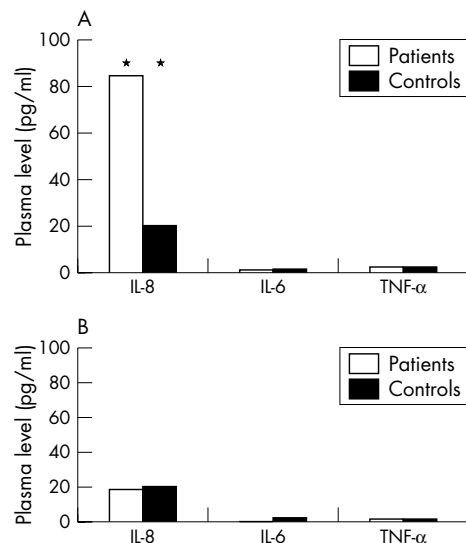 A
100
80
60
40
20
0
Plasma level (pg/ml)
Patients
Controls
★ ★
IL-8 IL-6 TNF-α
B
100
80
60
40
20
0
Plasma level (pg/ml)
Patients
Controls
IL-8 IL-6 TNF-α